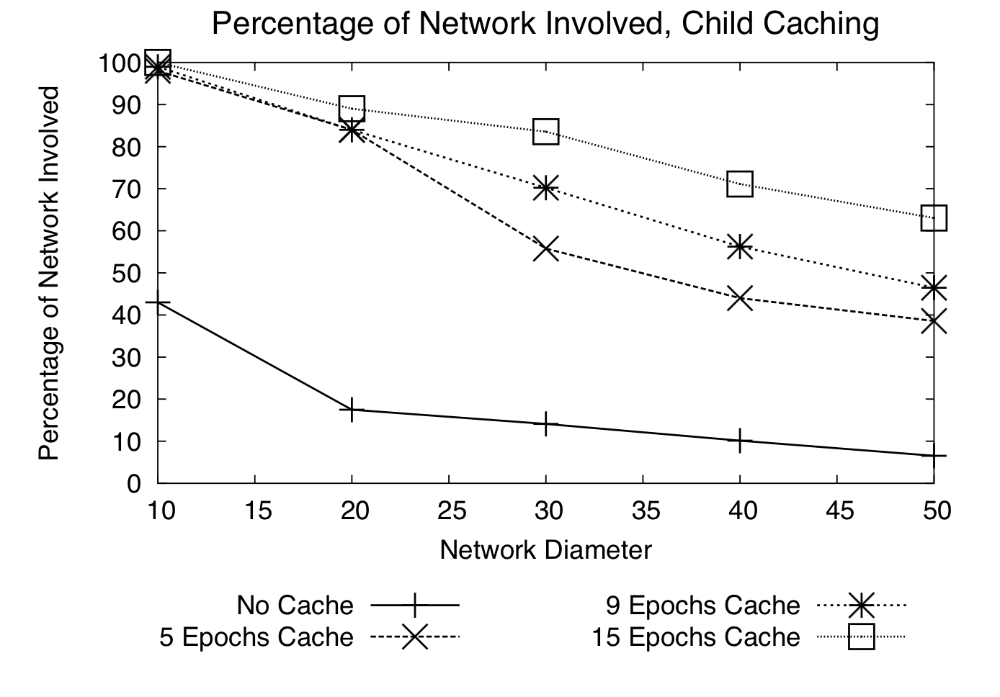 Percentage of Network Involved, Child Caching
Percentage of Network Involved
100
90
80
70
60
50
40
30
20
10
0
10 15 20 25 30 35 40 45 50
Network Diameter
No Cache
5 Epochs Cache
9 Epochs Cache
15 Epochs Cache